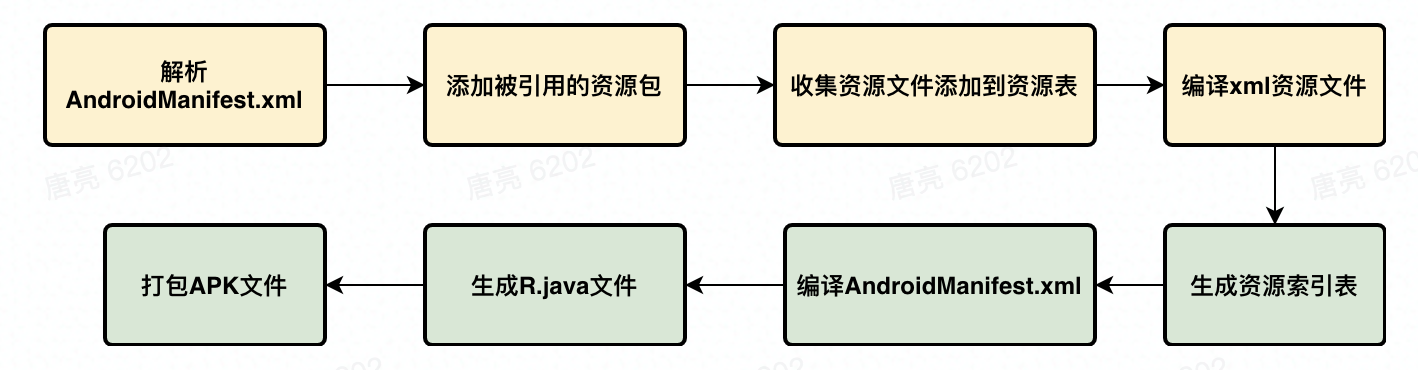 解析
AndroidManifest.xml
添加被引用的资源包
收集资源文件添加到资源表
编译xml资源文件
唐亮 6202
唐亮 6202
唐亮 6202
唐亮 620
打包APK文件
生成R.java文件
编译AndroidManifest.xml
生成资源索引表